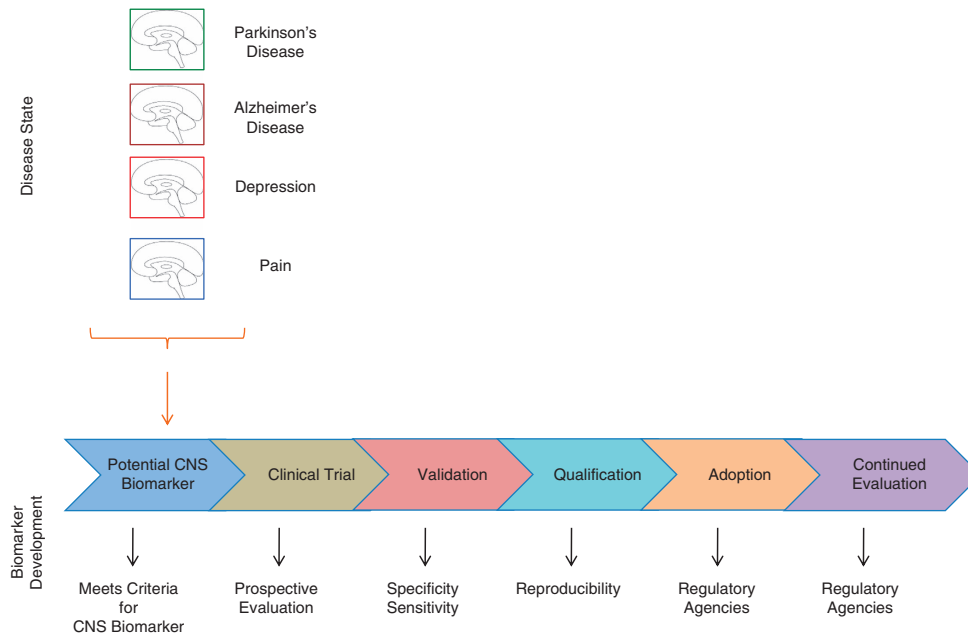 Disease State
Parkinson's
Disease
Alzheimer's
Disease
Depression
Pain
Biomarker
Development
Potential CNS
Biomarker
Clinical Trial
Validation
Qualification
Adoption
Continued
Evaluation
Meets Criteria
for
CNS Biomarker
Prospective
Evaluation
Specificity
Sensitivity
Reproducibility
Regulatory
Agencies
Regulatory
Agencies